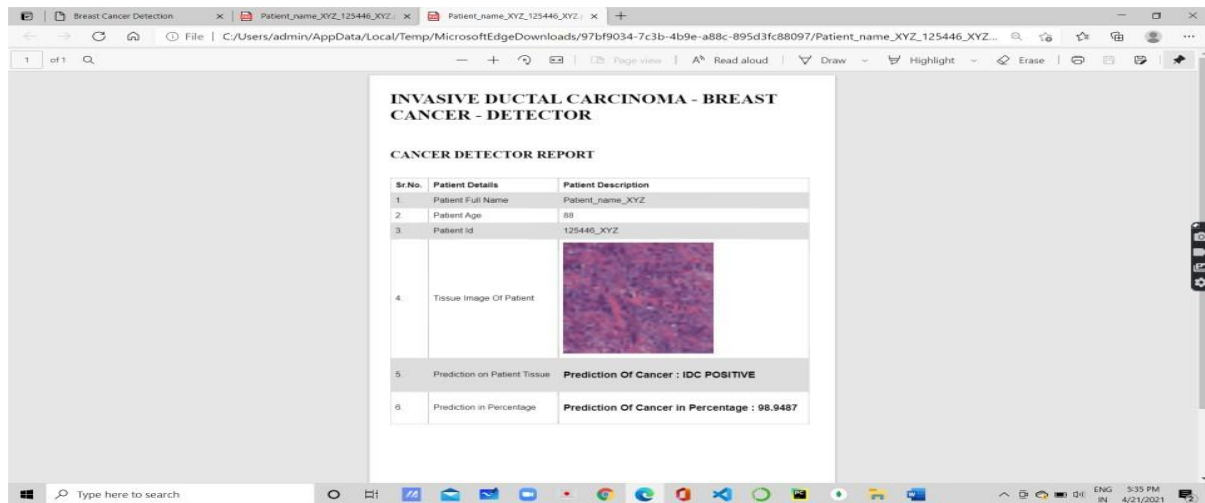 Breast Cancer Detection
Patient_name_XYZ_125446_XYZ.
Patient_name_XYZ_125446_XYZ.
File | C:/Users/admin/AppData/Local/Temp/MicrosoftEdgeDownloads/97bf9034-7c3b-4b9e-a88c-895d3fc88097/Patient_name_XYZ_125446_XYZ...
1 of 1 Page view Read aloud Draw Highlight Erase
INVASIVE DUCTAL CARCINOMA - BREAST
CANCER - DETECTOR
CANCER DETECTOR REPORT
Sr.No. Patient Details Patient Description
1. Patient Full Name Patient_name_XYZ
2. Patient Age 88
3. Patient Id 125446_XYZ
4. Tissue Image Of Patient
5. Prediction on Patient Tissue Prediction Of Cancer : IDC POSITIVE
6. Prediction in Percentage Prediction Of Cancer in Percentage : 98.9487
Type here to search
ENG 5:35 PM
IN 4/21/2021